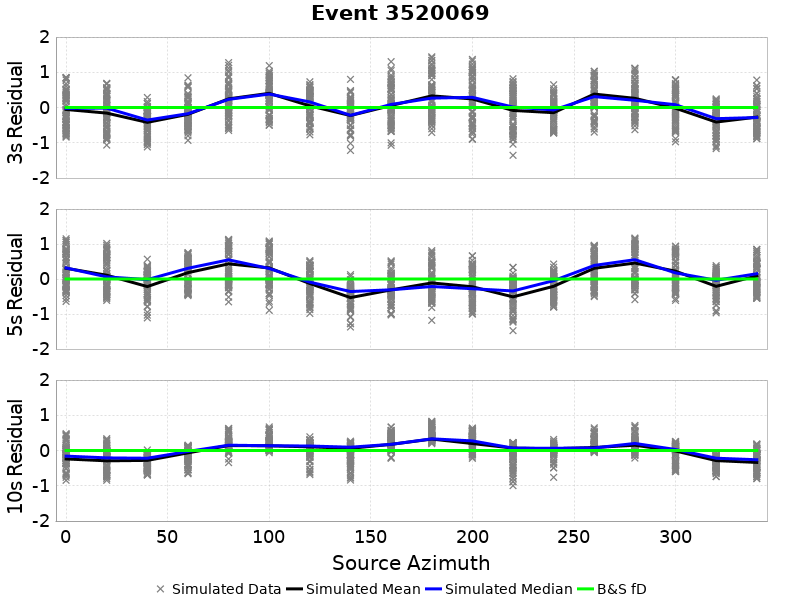 Event 3520069
2
1
0
-1
-2
3s Residual
2
1
0
-1
-2
5s Residual
2
1
0
-1
-2
10s Residual
0 50 100 150 200 250 300
Source Azimuth
Simulated Data Simulated Mean Simulated Median B&S fD